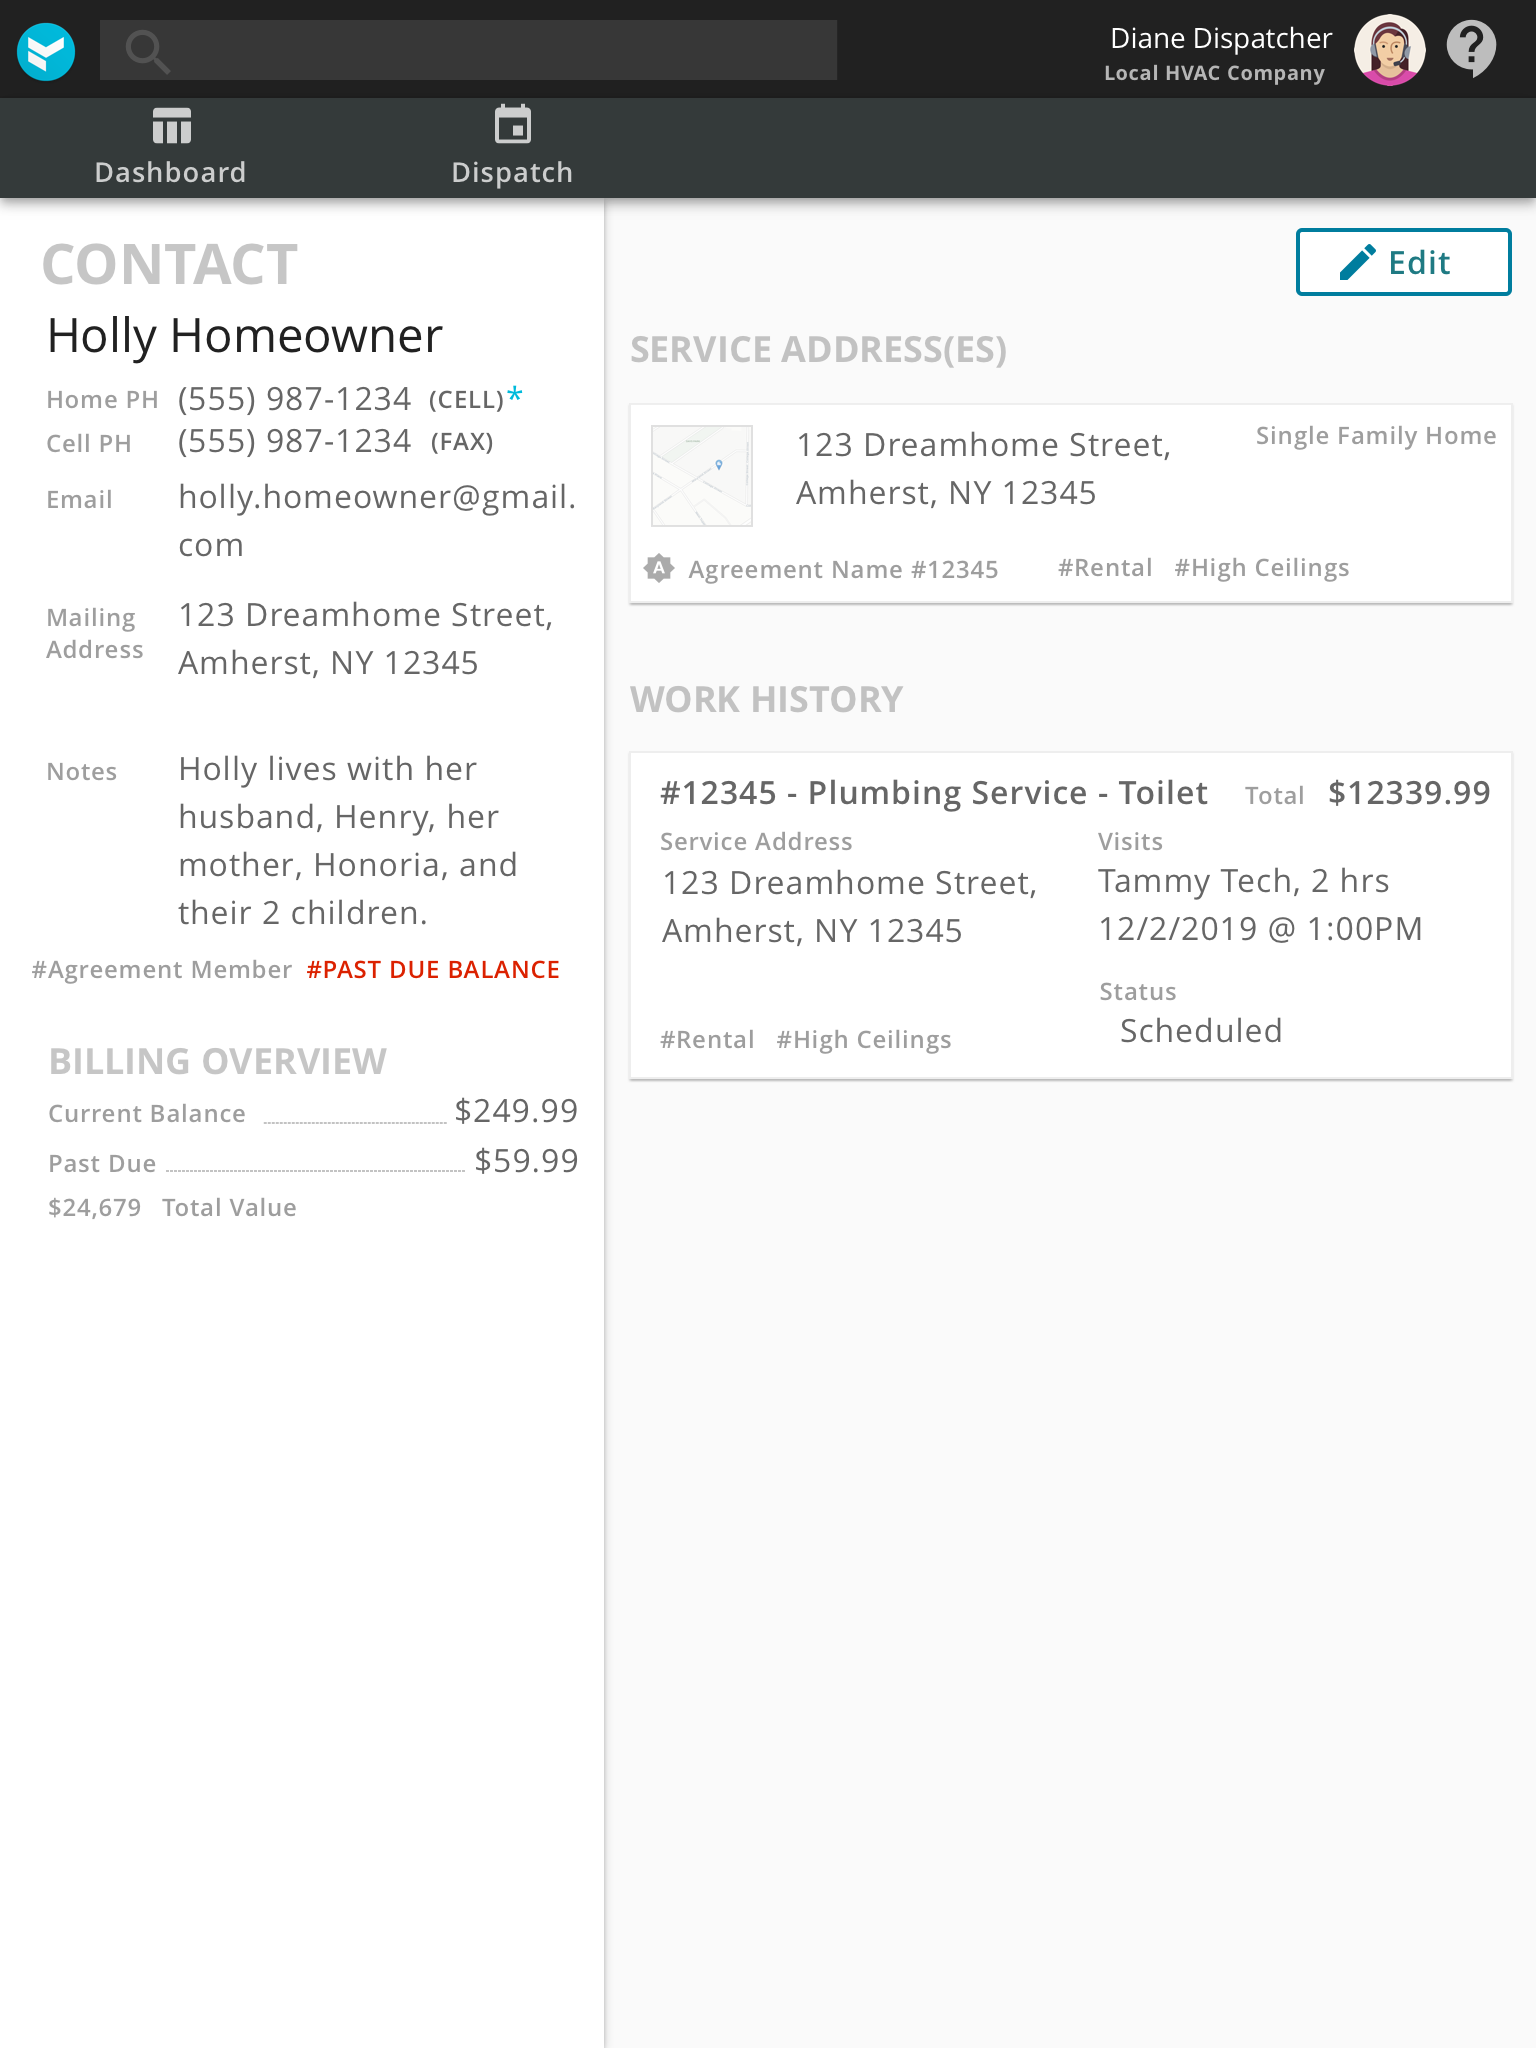 Diane Dispatcher
Local HVAC Company
Dashboard
Dispatch
CONTACT
Holly Homeowner
Home PH (555) 987-1234 (CELL)*
Cell PH (555) 987-1234 (FAX)
Email holly.homeowner@gmail.
com
Mailing
Address
123 Dreamhome Street,
Amherst, NY 12345
Notes Holly lives with her
husband, Henry, her
mother, Honoria, and
their 2 children.
#Agreement Member #PAST DUE BALANCE
BILLING OVERVIEW
Current Balance $249.99
Past Due $59.99
$24,679 Total Value
Edit
SERVICE ADDRESS(ES)
123 Dreamhome Street,
Amherst, NY 12345
Single Family Home
A Agreement Name #12345 #Rental #High Ceilings
WORK HISTORY
#12345 - Plumbing Service - Toilet Total $12339.99
Service Address
123 Dreamhome Street,
Amherst, NY 12345
Visits
Tammy Tech, 2 hrs
12/2/2019 @ 1:00PM
Status
Scheduled
#Rental #High Ceilings